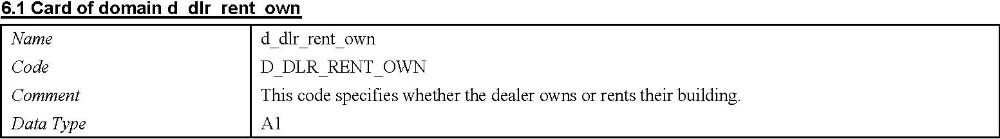 6.1 Card of domain d_dlr_rent_own
Name d_dlr_rent_own
Code D_DLR_RENT_OWN
Comment This code specifies whether the dealer owns or rents their building.
Data Type A1